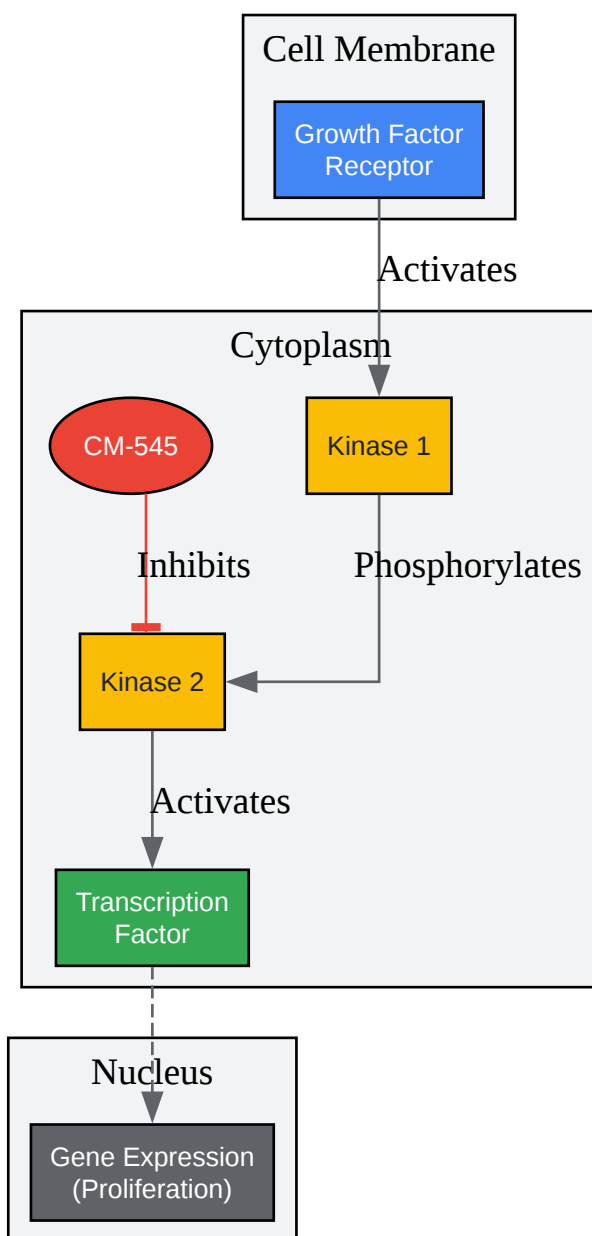 Cell Membrane
Growth Factor
Receptor
Activates
Cytoplasm
CM-545
Kinase 1
Inhibits
Phosphorylates
Kinase 2
Activates
Transcription
Factor
Nucleus
Gene Expression
(Proliferation)